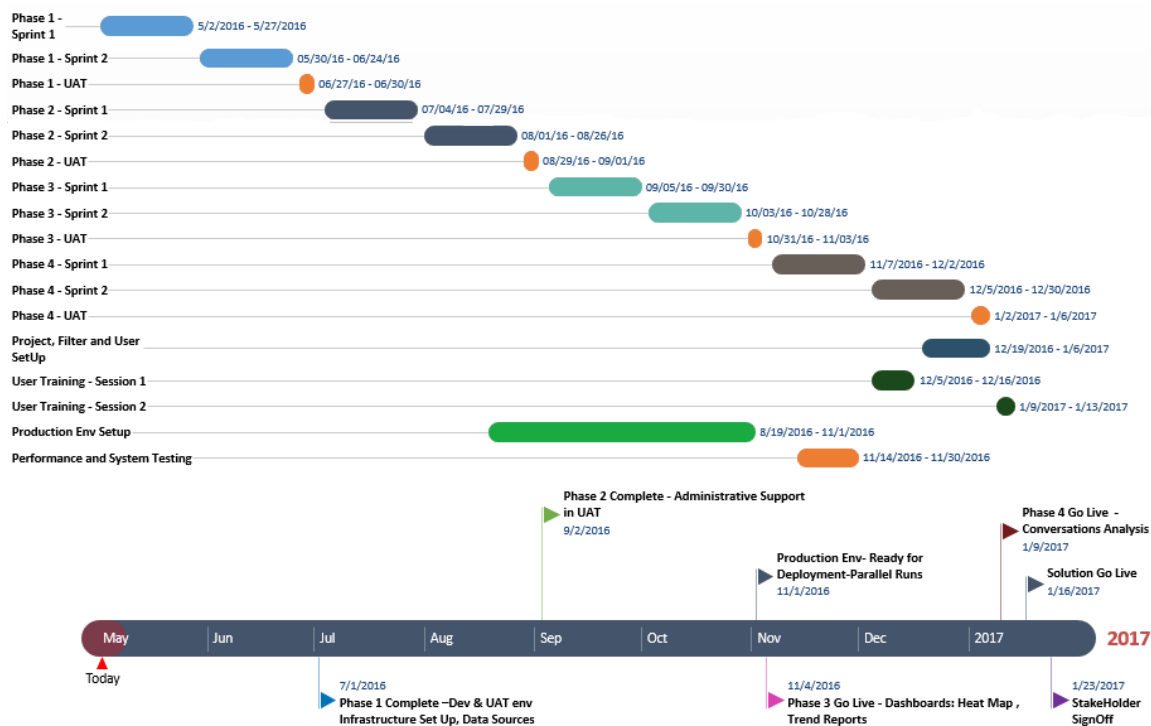 Phase 1 -
Sprint 1
5/2/2016 - 5/27/2016
Phase 1 - Sprint 2
05/30/16 - 06/24/16
Phase 1 - UAT
06/27/16 - 06/30/16
Phase 2 - Sprint 1
07/04/16 - 07/29/16
Phase 2 - Sprint 2
08/01/16 - 08/26/16
Phase 2 - UAT
08/29/16 - 09/01/16
Phase 3 - Sprint 1
09/05/16 - 09/30/16
Phase 3 - Sprint 2
10/03/16 - 10/28/16
Phase 3 - UAT
10/31/16 - 11/03/16
Phase 4 - Sprint 1
11/7/2016 - 12/2/2016
Phase 4 - Sprint 2
12/5/2016 - 12/30/2016
Phase 4 - UAT
1/2/2017 - 1/6/2017
Project, Filter and User
SetUp
12/19/2016 - 1/6/2017
User Training - Session 1
12/5/2016 - 12/16/2016
User Training - Session 2
1/9/2017 - 1/13/2017
Production Env Setup
8/19/2016 - 11/1/2016
Performance and System Testing
11/14/2016 - 11/30/2016
Phase 2 Complete - Administrative Support
in UAT
9/2/2016
Phase 4 Go Live -
Conversations Analysis
1/9/2017
Production Env- Ready for
Deployment-Parallel Runs
11/1/2016
Solution Go Live
1/16/2017
May Jun Jul Aug Sep Oct Nov Dec 2017 2017
Today
7/1/2016
Phase 1 Complete –Dev & UAT env
Infrastructure Set Up, Data Sources
11/4/2016
Phase 3 Go Live - Dashboards: Heat Map ,
Trend Reports
1/23/2017
StakeHolder
SignOff